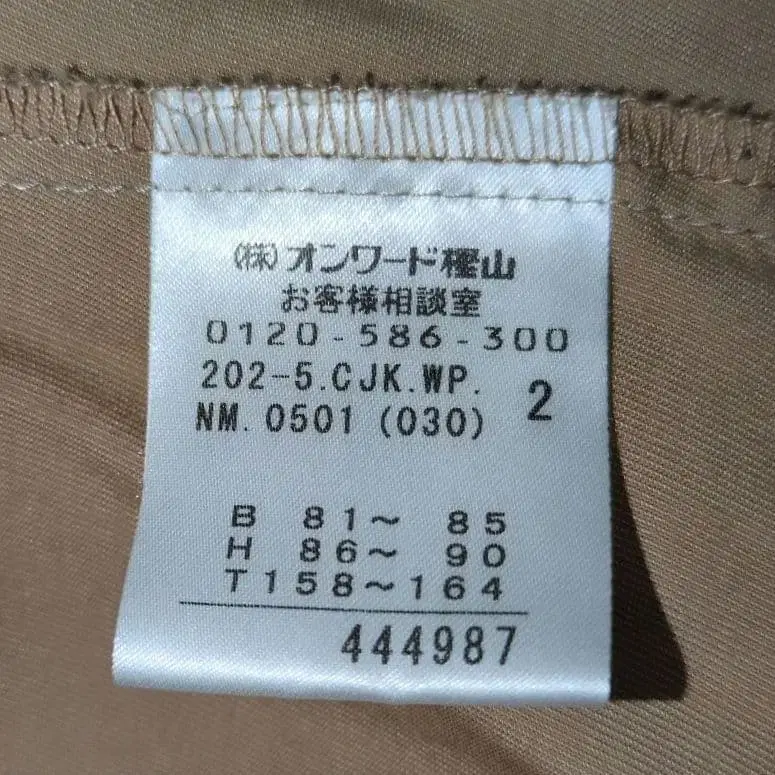 (株)オンワード樫山
お客様相談室
0120-586-300
202-5.CJK.WP.
2
NM.0501(030)
B 81～ 85
H 86～ 90
T158～164
444987